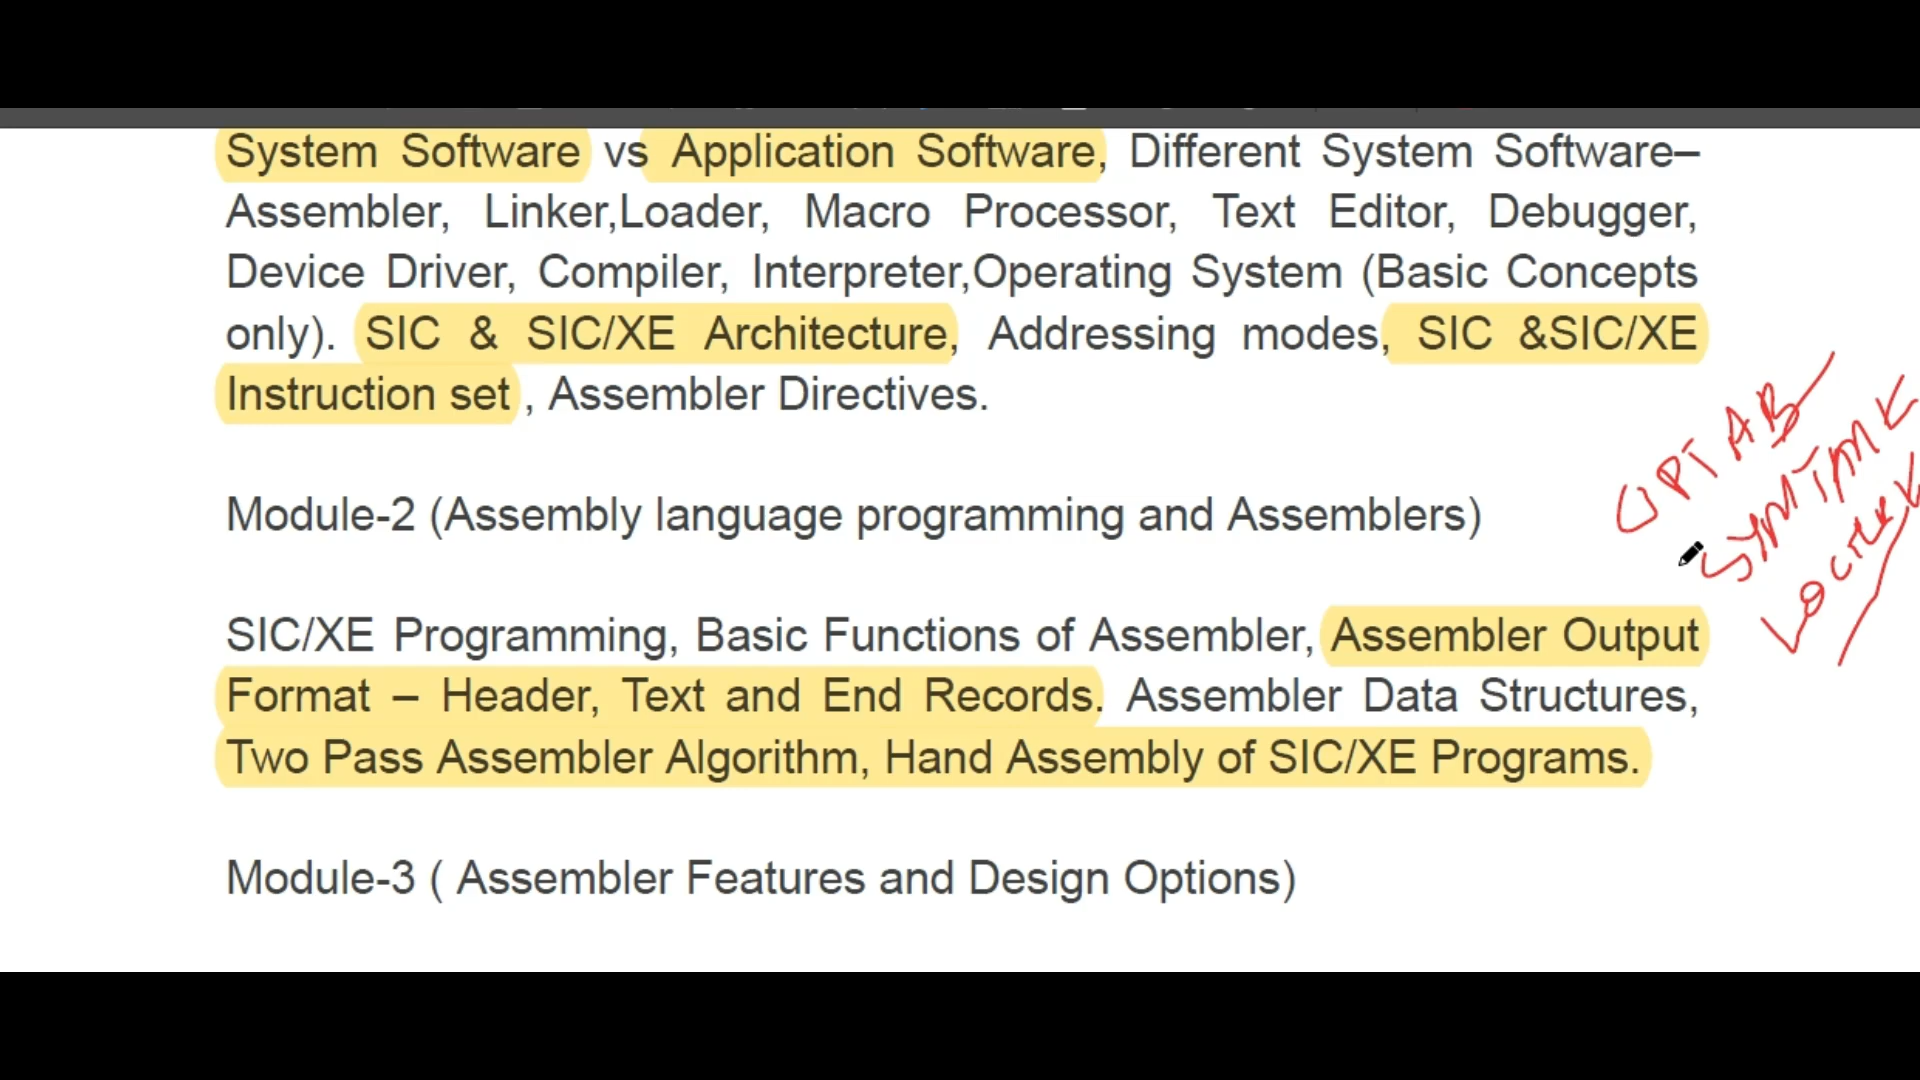 System Software vs Application Software, Different System Software–
Assembler, Linker,Loader, Macro Processor, Text Editor, Debugger,
Device Driver, Compiler, Interpreter,Operating System (Basic Concepts
only). SIC & SIC/XE Architecture, Addressing modes, SIC &SIC/XE
Instruction set , Assembler Directives.
OPTAB
Module-2 (Assembly language programming and Assemblers)
SIC/XE Programming, Basic Functions of Assembler, Assembler Output
Format – Header, Text and End Records. Assembler Data Structures,
Two Pass Assembler Algorithm, Hand Assembly of SIC/XE Programs.
Module-3 ( Assembler Features and Design Options)